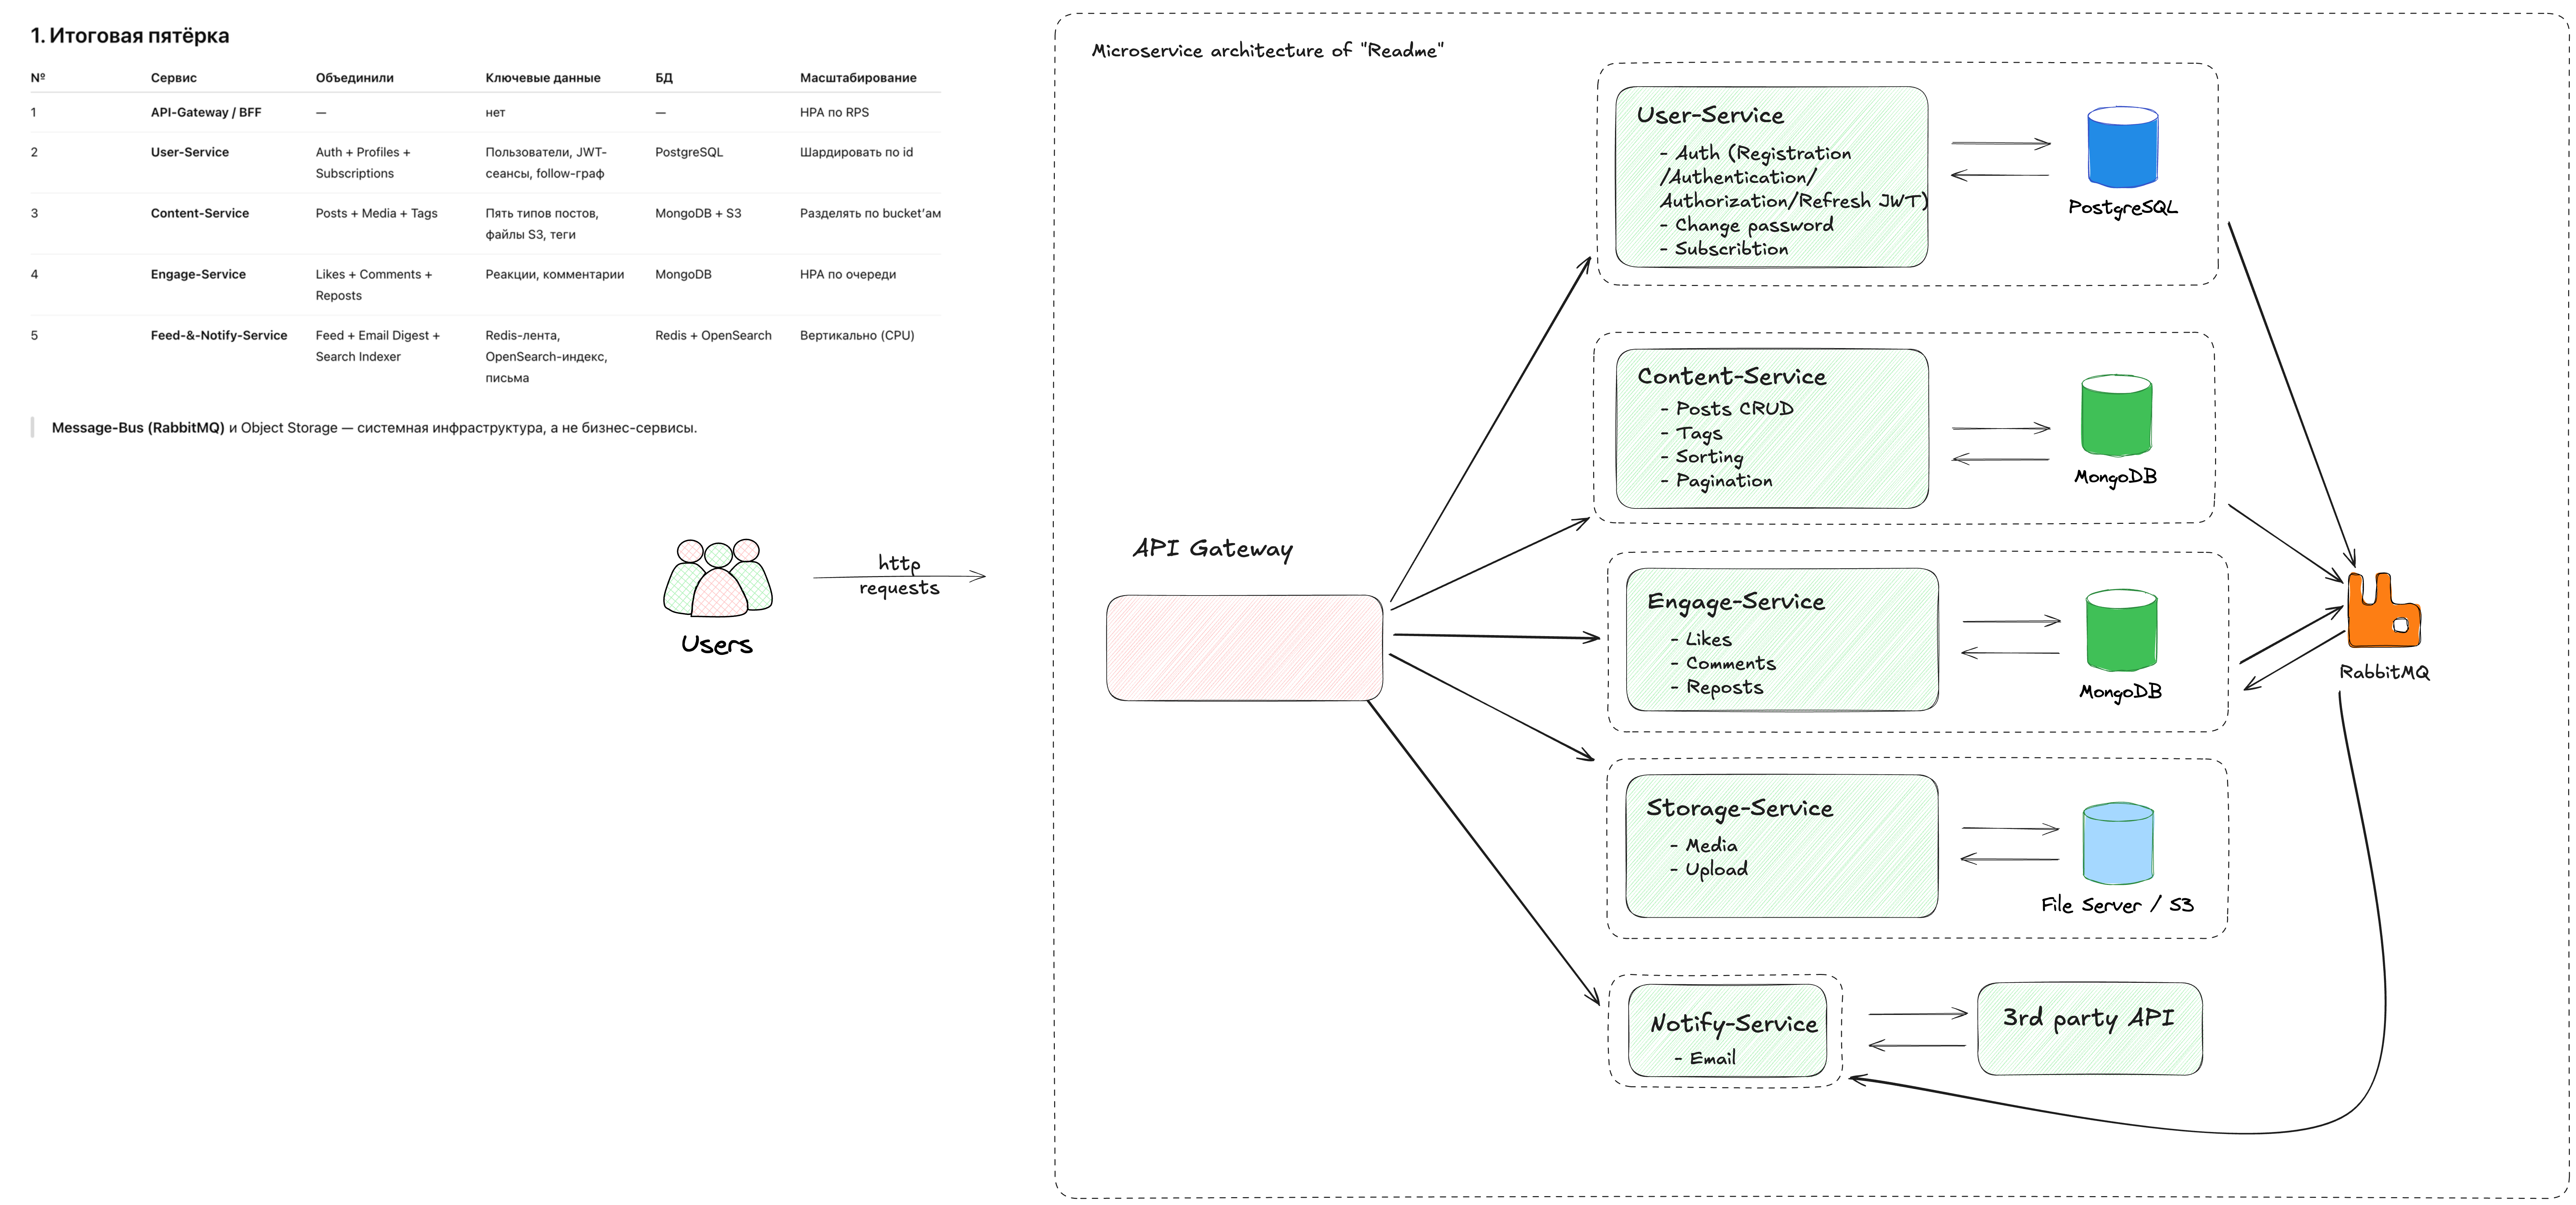 1. Итоговая пятёрка
№ Сервис Объединили Ключевые данные БД Масштабирование
1 API-Gateway / BFF — нет — HPA по RPS
2 User-Service Auth + Profiles + Пользователи, JWT- PostgreSQL Шардировать по id
Subscriptions сеансы, follow-граф
3 Content-Service Posts + Media + Tags Пять типов постов, MongoDB + S3 Разделять по bucket’ам
файлы S3, теги
4 Engage-Service Likes + Comments + Реакции, комментарии MongoDB HPA по очереди
Reposts
5 Feed-&-Notify-Service Feed + Email Digest + Redis-лента, Redis + OpenSearch Вертикально (CPU)
Search Indexer OpenSearch-индекс,
письма
Message-Bus (RabbitMQ) и Object Storage — системная инфраструктура, а не бизнес-сервисы.
Users
http
requests
Microservice architecture of "Readme"
API Gateway
User-Service
- Auth (Registration
/Authentication/
Authorization/Refresh JWT)
- Change password
- Subscribtion
PostgreSQL
Content-Service
- Posts CRUD
- Tags
- Sorting
- Pagination
MongoDB
Engage-Service
- Likes
- Comments
- Reposts
MongoDB
RabbitMQ
Storage-Service
- Media
- Upload
File Server / S3
Notify-Service
- Email
3rd party API